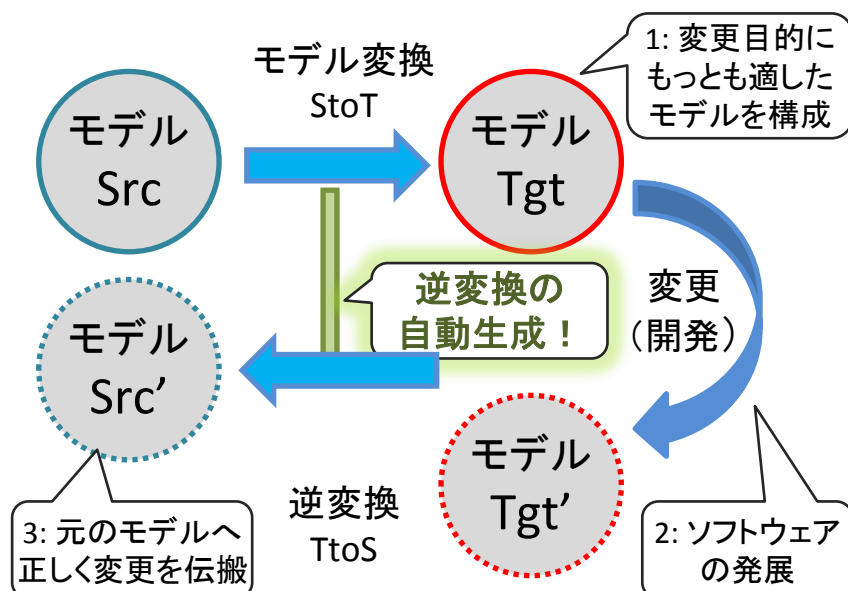 モデル変換
StoT
1: 変更目的に
もっとも適した
モデルを構成
モデル
Src
モデル
Tgt
逆変換の
自動生成！
変更
（開発）
モデル
Src’
モデル
Tgt’
逆変換
TtoS
3: 元のモデルへ
正しく変更を伝搬
2: ソフトウェア
の発展